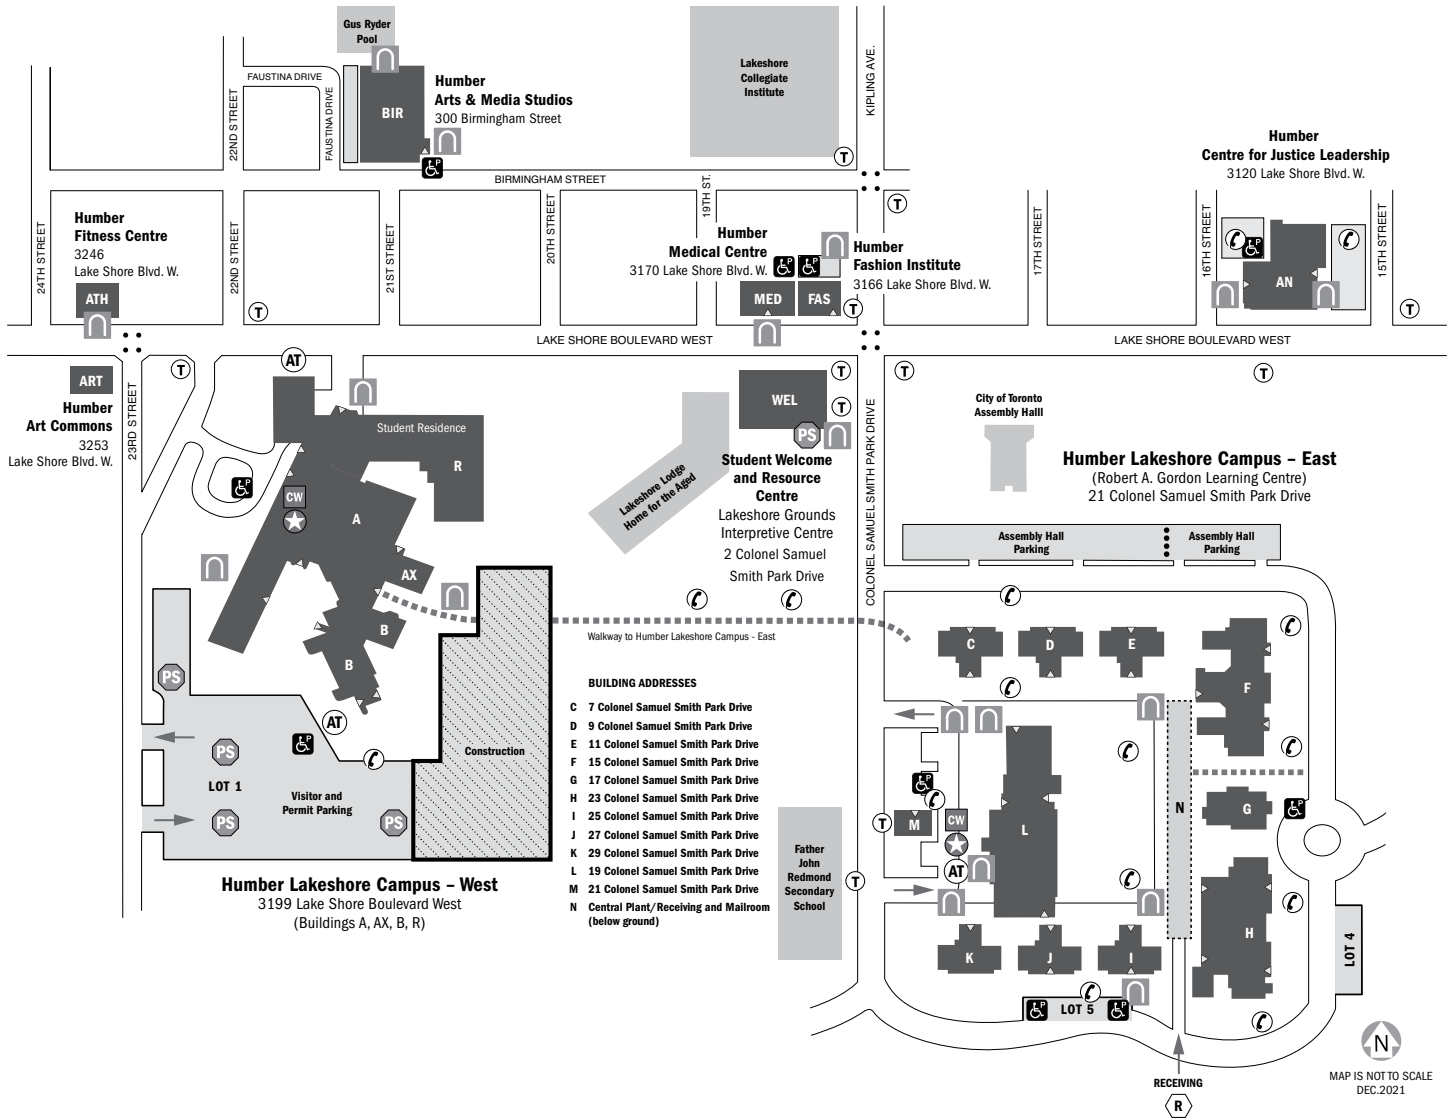 Gus Ryder
Pool
FAUSTINA DRIVE
FAUSTINA DRIVE
22ND STREET
BIR
Humber
Arts & Media Studios
300 Birmingham Street
P
Lakeshore
Collegiate
Institute
KIPLING AVE.
T
Humber
Centre for Justice Leadership
3120 Lake Shore Blvd. W.
BIRMINGHAM STREET
19TH ST.
T
24TH STREET
Humber
Fitness Centre
3246
Lake Shore Blvd. W.
ATH
22ND STREET
T
21ST STREET
20TH STREET
Humber
Medical Centre
3170 Lake Shore Blvd. W.
P
P
MED
FAS
T
Humber
Fashion Institute
3166 Lake Shore Blvd. W.
17TH STREET
16TH STREET
P
AN
15TH STREET
T
LAKE SHORE BOULEVARD WEST
LAKE SHORE BOULEVARD WEST
ART
Humber
Art Commons
3253
Lake Shore Blvd. W.
23RD STREET
T
AT
Student Residence
R
P
CW
A
AX
B
B
WEL
PS
T
T
T
T
Student Welcome
and Resource
Centre
Lakeshore Grounds
Interpretive Centre
2 Colonel Samuel
Smith Park Drive
Lakeshore Lodge
Home for the Aged
COLONEL SAMUEL SMITH PARK DRIVE
City of Toronto
Assembly Halll
Humber Lakeshore Campus – East
(Robert A. Gordon Learning Centre)
21 Colonel Samuel Smith Park Drive
Assembly Hall
Parking
Assembly Hall
Parking
Walkway to Humber Lakeshore Campus - East
PS
AT
P
PS
LOT 1
PS
Visitor and
Permit Parking
PS
Construction
Humber Lakeshore Campus – West
3199 Lake Shore Boulevard West
(Buildings A, AX, B, R)
BUILDING ADDRESSES
C 7 Colonel Samuel Smith Park Drive
D 9 Colonel Samuel Smith Park Drive
E 11 Colonel Samuel Smith Park Drive
F 15 Colonel Samuel Smith Park Drive
G 17 Colonel Samuel Smith Park Drive
H 23 Colonel Samuel Smith Park Drive
I 25 Colonel Samuel Smith Park Drive
J 27 Colonel Samuel Smith Park Drive
K 29 Colonel Samuel Smith Park Drive
L 19 Colonel Samuel Smith Park Drive
M 21 Colonel Samuel Smith Park Drive
N Central Plant/Receiving and Mailroom
(below ground)
Father
John
Redmond
Secondary
School
C
D
E
F
P
T
M
CW
AT
T
L
N
G
P
H
K
J
I
P
LOT 5
P
LOT 4
RECEIVING
R
N
MAP IS NOT TO SCALE
DEC.2021